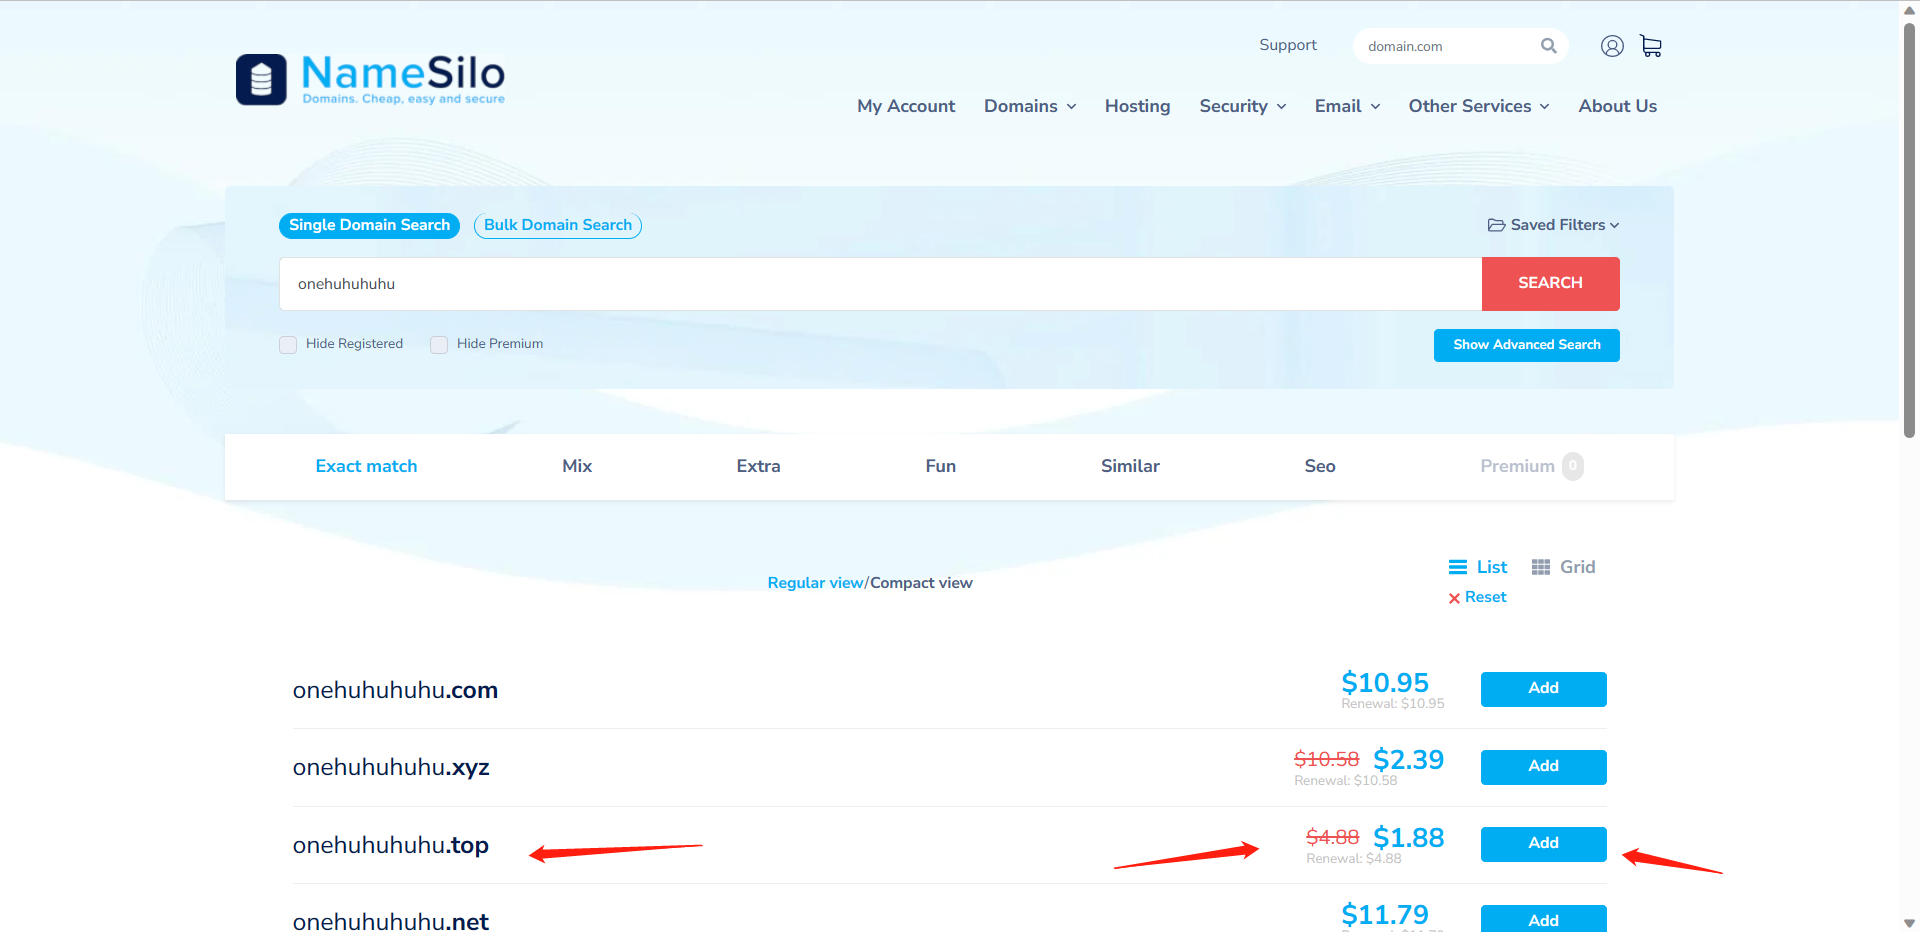 Support
domain.com
NameSilo
Domains. Cheap, easy and secure
My Account Domains Hosting Security Email Other Services About Us
Single Domain Search Bulk Domain Search Saved Filters
onehuhuhuhu SEARCH
Hide Registered Hide Premium Show Advanced Search
Exact match Mix Extra Fun Similar Seo Premium 0
List Grid
Regular view/Compact view
Reset
onehuhuhuhu.com $10.95 Add
Renewal: $10.95
onehuhuhuhu.xyz $10.58 $2.39 Add
Renewal: $10.58
onehuhuhuhu.top $4.88 $1.88 Add
Renewal: $4.88
onehuhuhuhu.net $11.79 Add